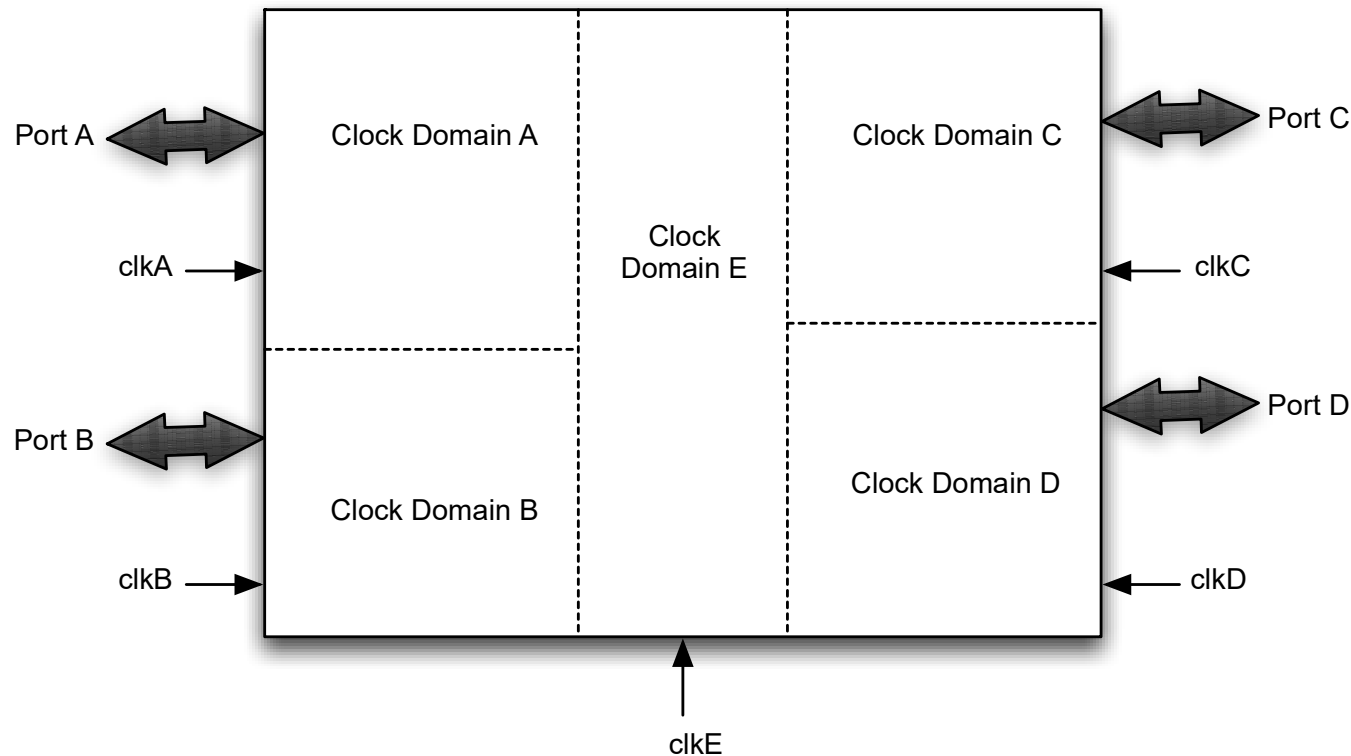 Port A
Clock Domain A
Clock Domain C
Port C
clkA
Clock
Domain E
clkC
Port B
Clock Domain B
Clock Domain D
Port D
clkB
clkD
clkE